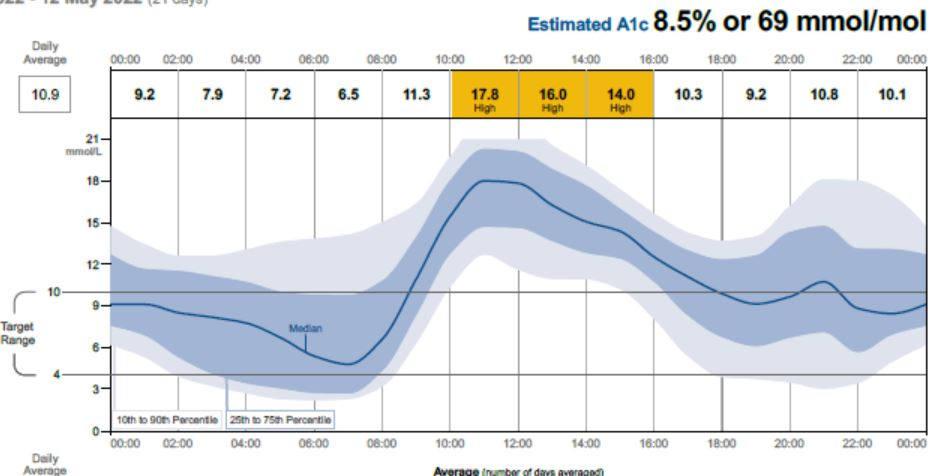 2022 - 12 May 2022 (21 days)
Estimated A1c 8.5% or 69 mmol/mol
Daily
Average
00:00 02:00 04:00 06:00 08:00 10:00 12:00 14:00 16:00 18:00 20:00 22:00 00:00
10.9
9.2 7.9 7.2 6.5 11.3 17.8 16.0 14.0 10.3 9.2 10.8 10.1
High High High
21
mmol/L
18
15
12
10
9
Target
Range
Median
6
4
3
10th to 90th Percentile 25th to 75th Percentile
0
00:00 02:00 04:00 06:00 08:00 10:00 12:00 14:00 16:00 18:00 20:00 22:00 00:00
Daily
Average
Average (number of days averaged)